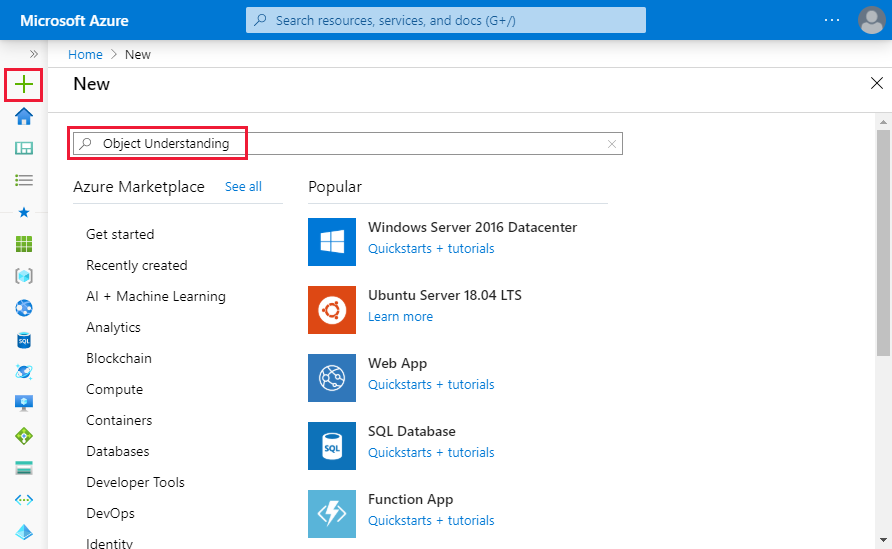 Microsoft Azure
Search resources, services, and docs (G+/)
Home > New
New
Object Understanding
Azure Marketplace See all
Get started
Recently created
AI + Machine Learning
Analytics
Blockchain
Compute
Containers
Databases
Developer Tools
DevOps
Identity
Popular
Windows Server 2016 Datacenter
Quickstarts + tutorials
Ubuntu Server 18.04 LTS
Learn more
Web App
Quickstarts + tutorials
SQL
SQL Database
Quickstarts + tutorials
Function App
Quickstarts + tutorials
SQL